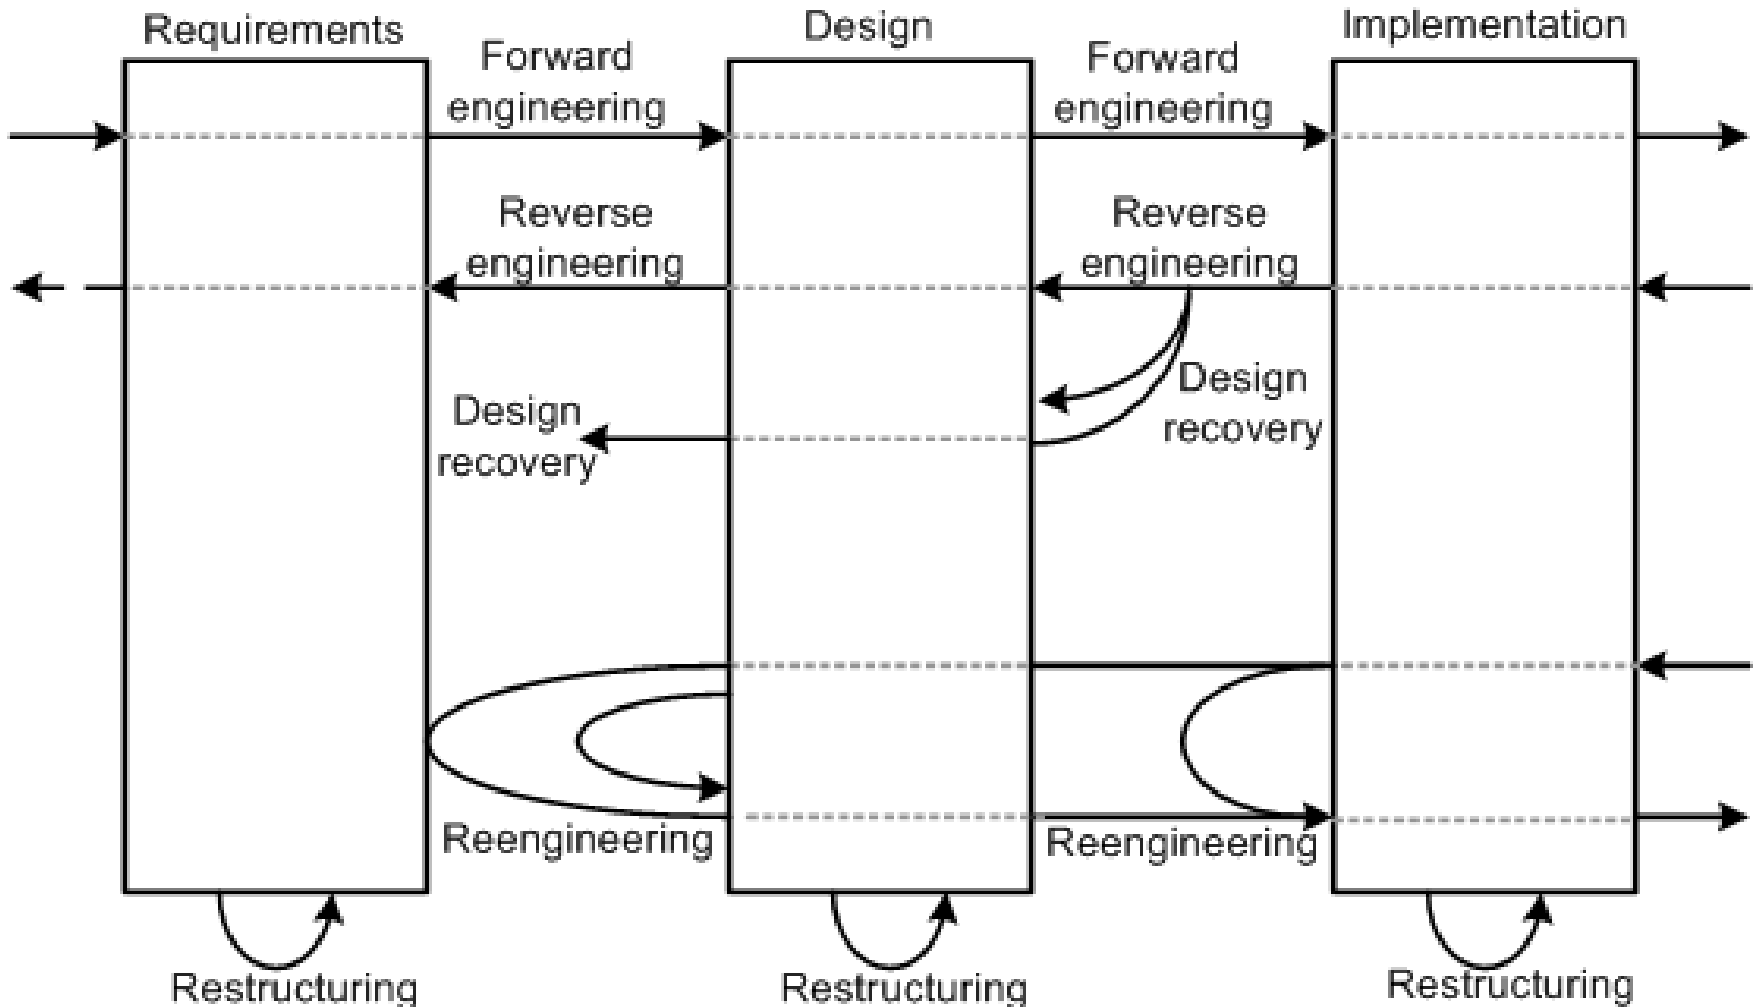 Requirements
Design
Implementation
Forward
engineering
Forward
engineering
Reverse
engineering
Reverse
engineering
Design
recovery
Design
recovery
Reengineering
Reengineering
Restructuring
Restructuring
Restructuring